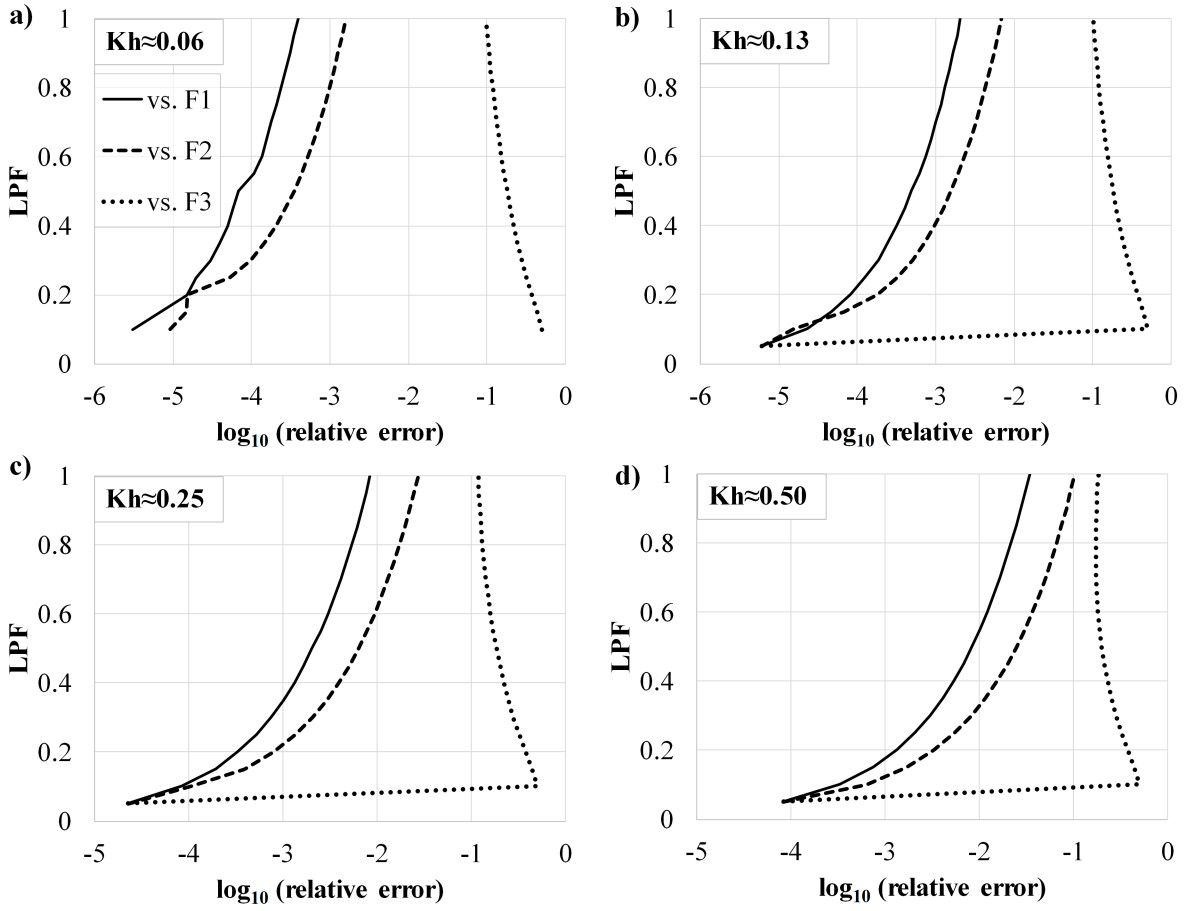 a)
Kh≈0.06
vs. F1
vs. F2
vs. F3
LPF
1
0.8
0.6
0.4
0.2
0
-6 -5 -4 -3 -2 -1 0
log10 (relative error)
b)
Kh≈0.13
LPF
1
0.8
0.6
0.4
0.2
0
-6 -5 -4 -3 -2 -1 0
log10 (relative error)
c)
Kh≈0.25
LPF
1
0.8
0.6
0.4
0.2
0
-5 -4 -3 -2 -1 0
log10 (relative error)
d)
Kh≈0.50
LPF
1
0.8
0.6
0.4
0.2
0
-5 -4 -3 -2 -1 0
log10 (relative error)